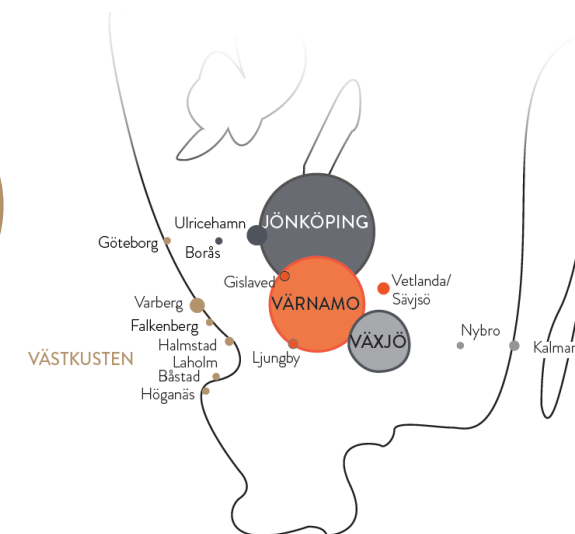 Ulricehamn
JÖNKÖPING
Göteborg
Borås
Gislaved
Vetlanda/
Sävjsö
Varberg
VÄRNAMO
Falkenberg
Nybro
Halmstad
VÄXJÖ
Kalmar
VÄSTKUSTEN
Laholm
Ljungby
Båstad
Höganäs